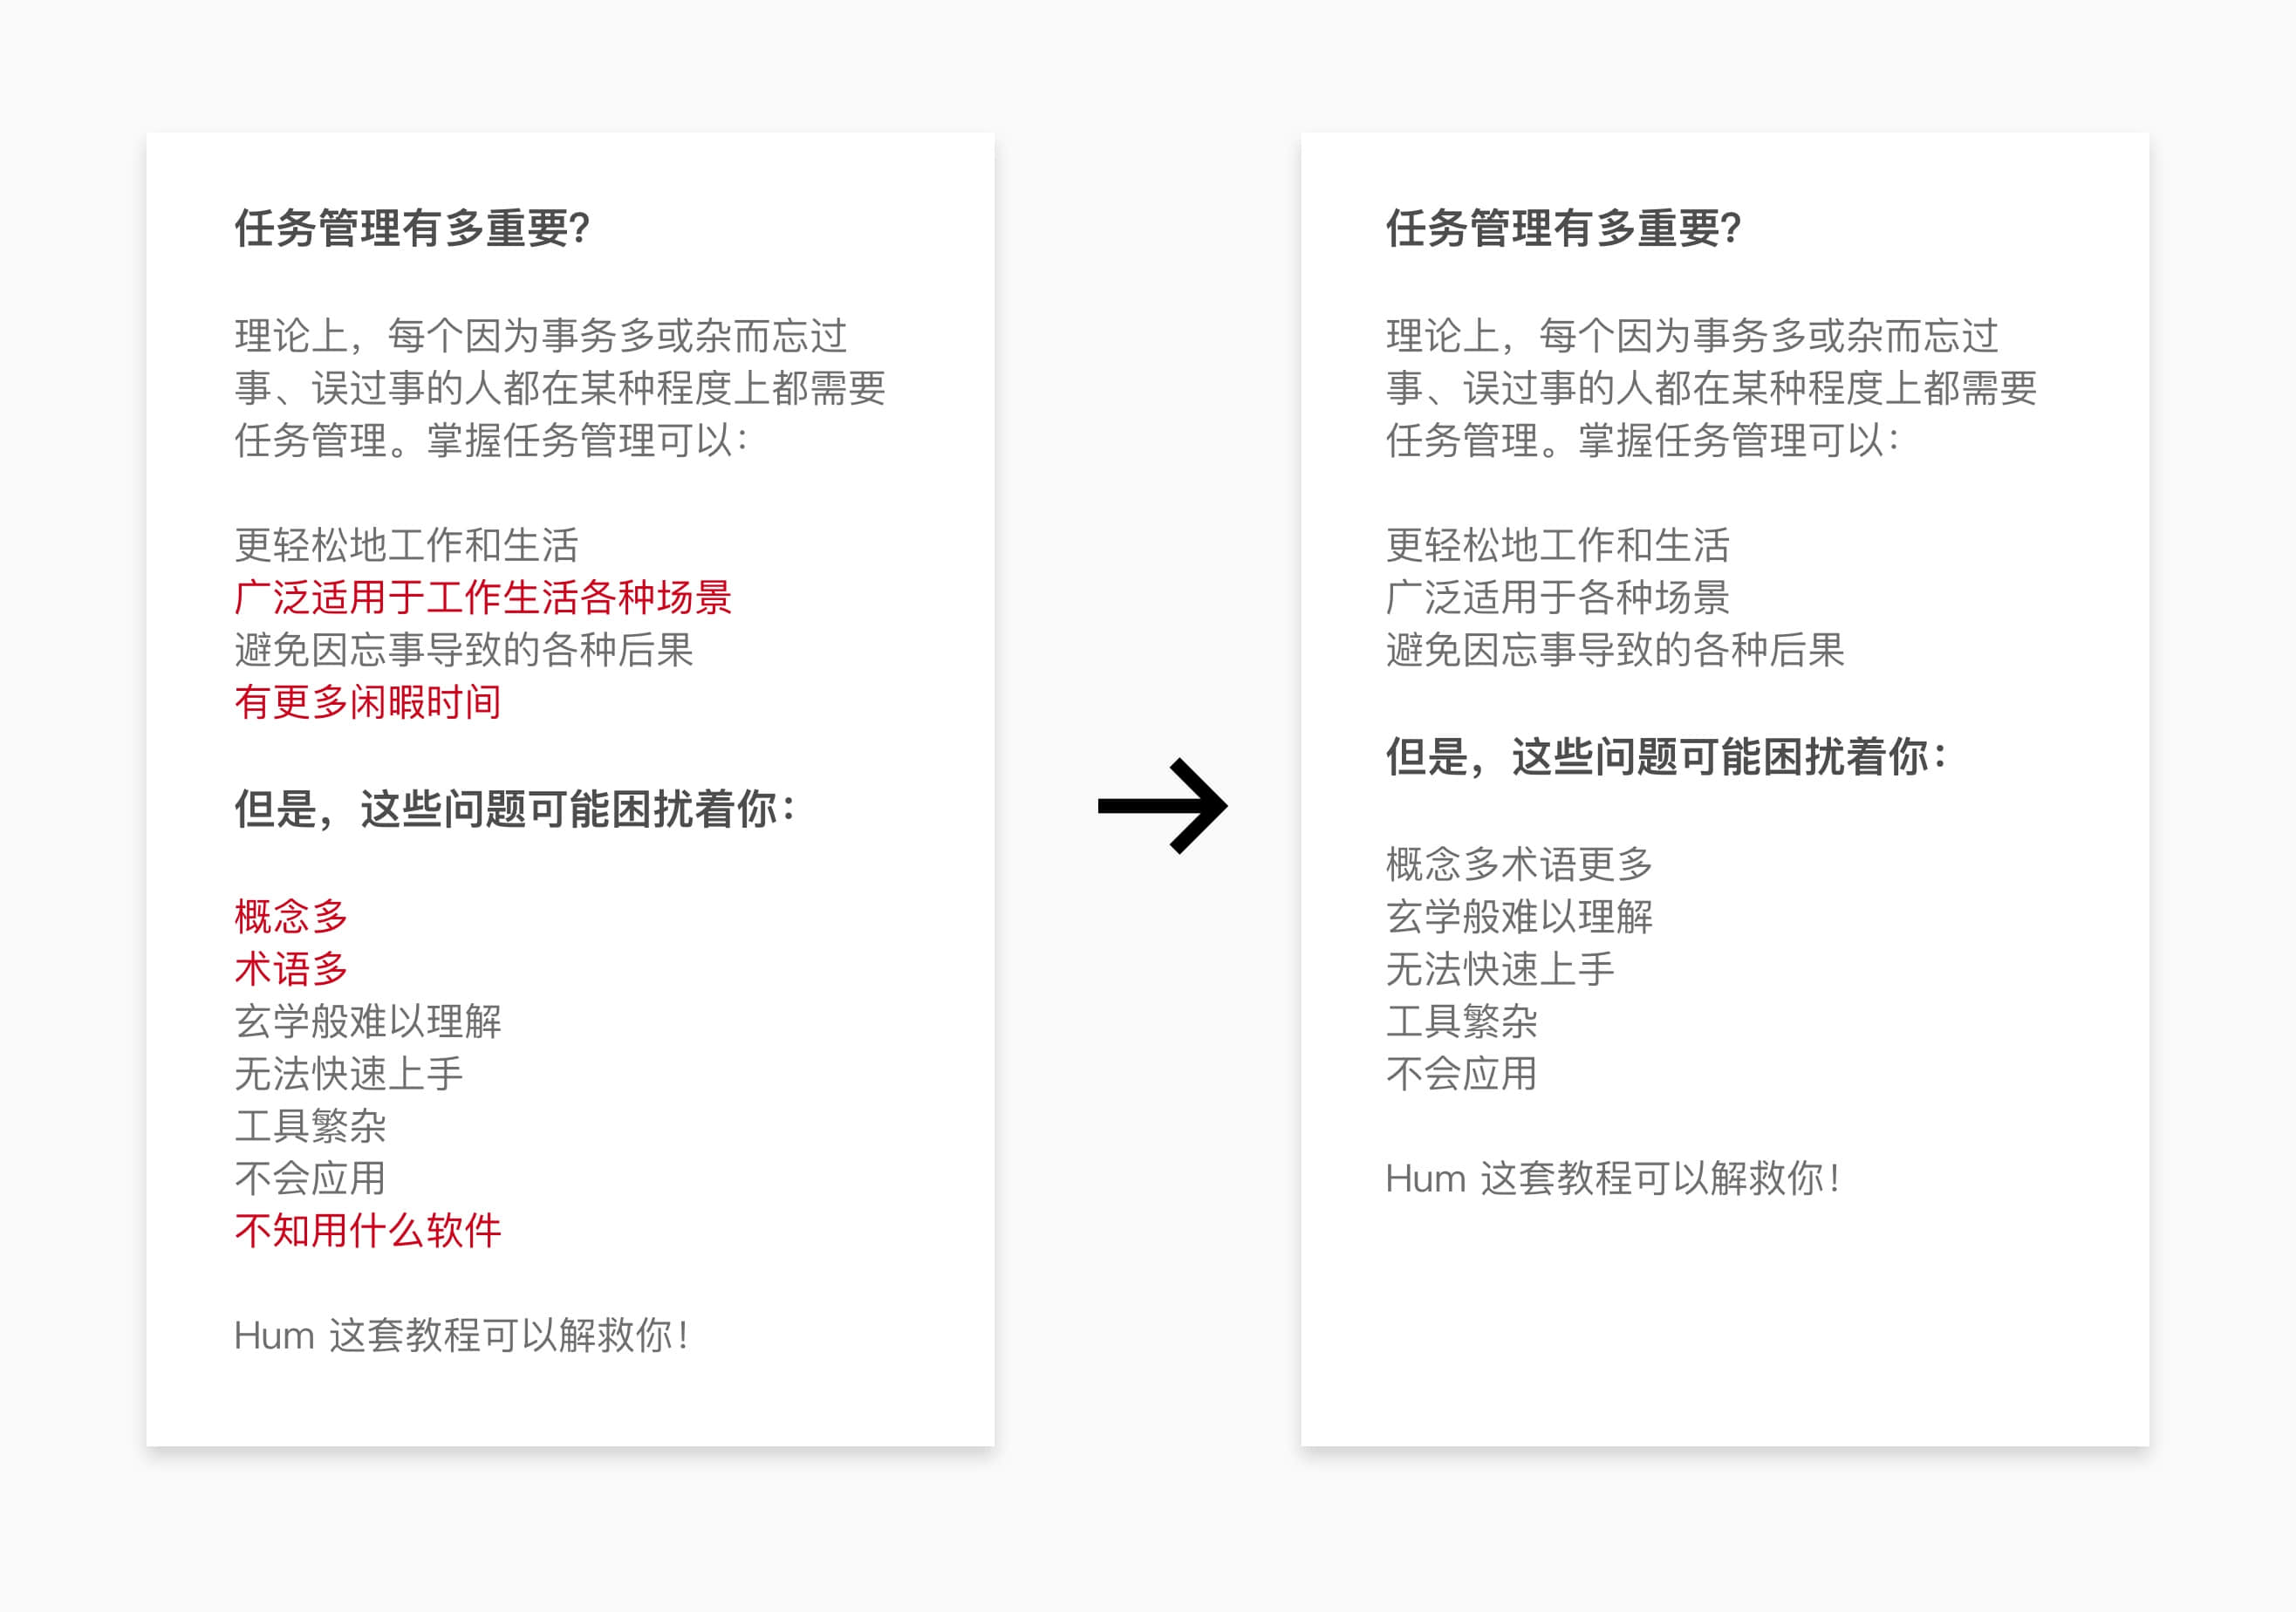 任务管理有多重要?
理论上，每个因为事务多或杂而忘过
事、误过事的人都在某种程度上都需要
任务管理。掌握任务管理可以：
更轻松地工作和生活
广泛适用于工作生活各种场景
避免因忘事导致的各种后果
有更多闲暇时间
但是，这些问题可能困扰着你：
概念多
术语多
玄学般难以理解
无法快速上手
工具繁杂
不会应用
不知用什么软件
Hum 这套教程可以解救你！
任务管理有多重要?
理论上，每个因为事务多或杂而忘过
事、误过事的人都在某种程度上都需要
任务管理。掌握任务管理可以：
更轻松地工作和生活
广泛适用于各种场景
避免因忘事导致的各种后果
但是，这些问题可能困扰着你：
概念多术语更多
玄学般难以理解
无法快速上手
工具繁杂
不会应用
Hum 这套教程可以解救你！